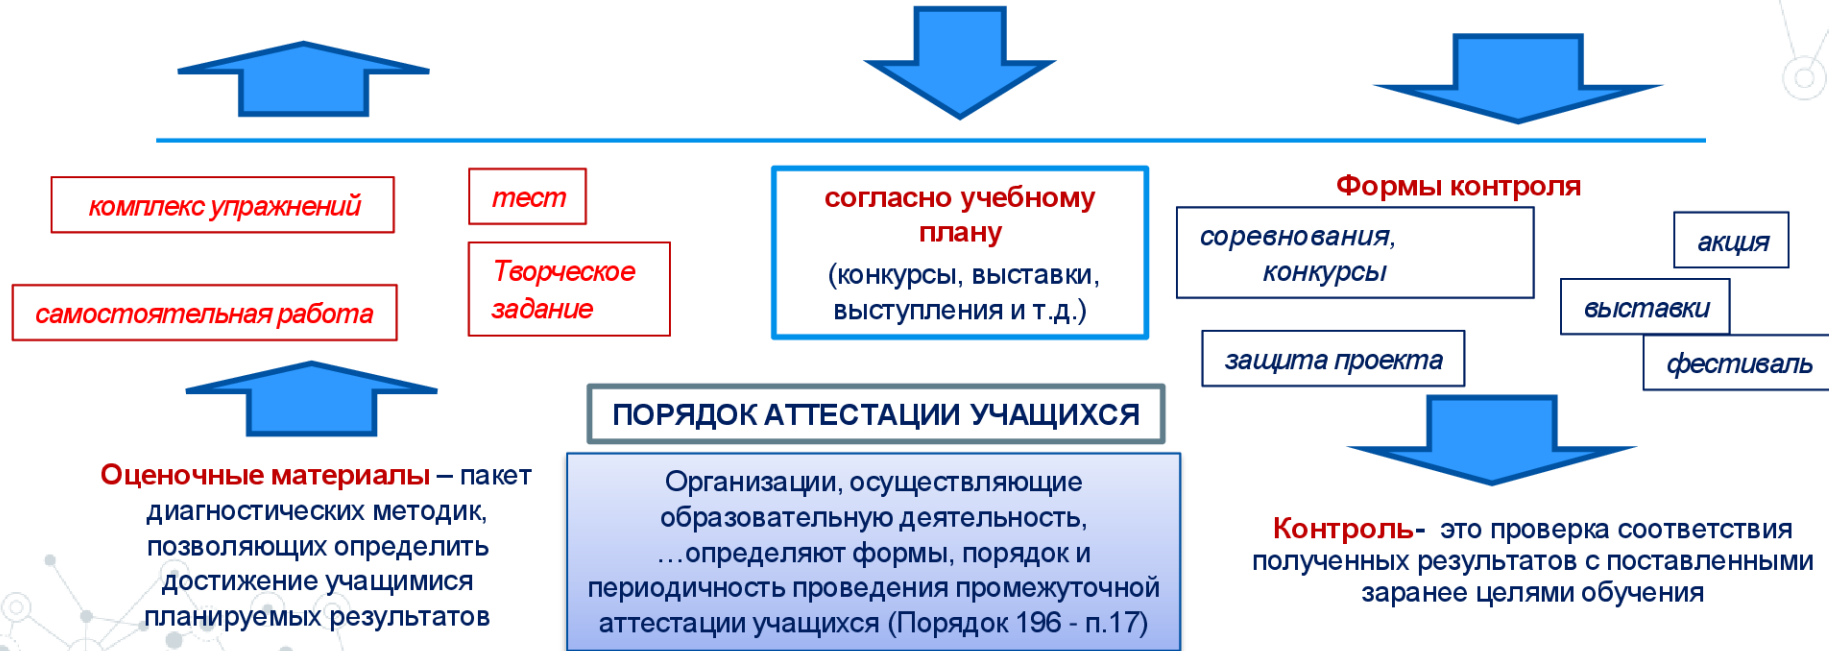 комплекс упражнений
тест
Творческое
задание
самостоятельная работа
согласно учебному
плану
(конкурсы, выставки,
выступления и т.д.)
Формы контроля
соревнования,
конкурсы
акция
выставки
защита проекта
фестиваль
Оценочные материалы – пакет
диагностических методик,
позволяющих определить
достижение учащимися
планируемых результатов
ПОРЯДОК АТТЕСТАЦИИ УЧАЩИХСЯ
Организации, осуществляющие
образовательную деятельность,
…определяют формы, порядок и
периодичность проведения промежуточной
аттестации учащихся (Порядок 196 - п.17)
Контроль- это проверка соответствия
полученных результатов с поставленными
заранее целями обучения